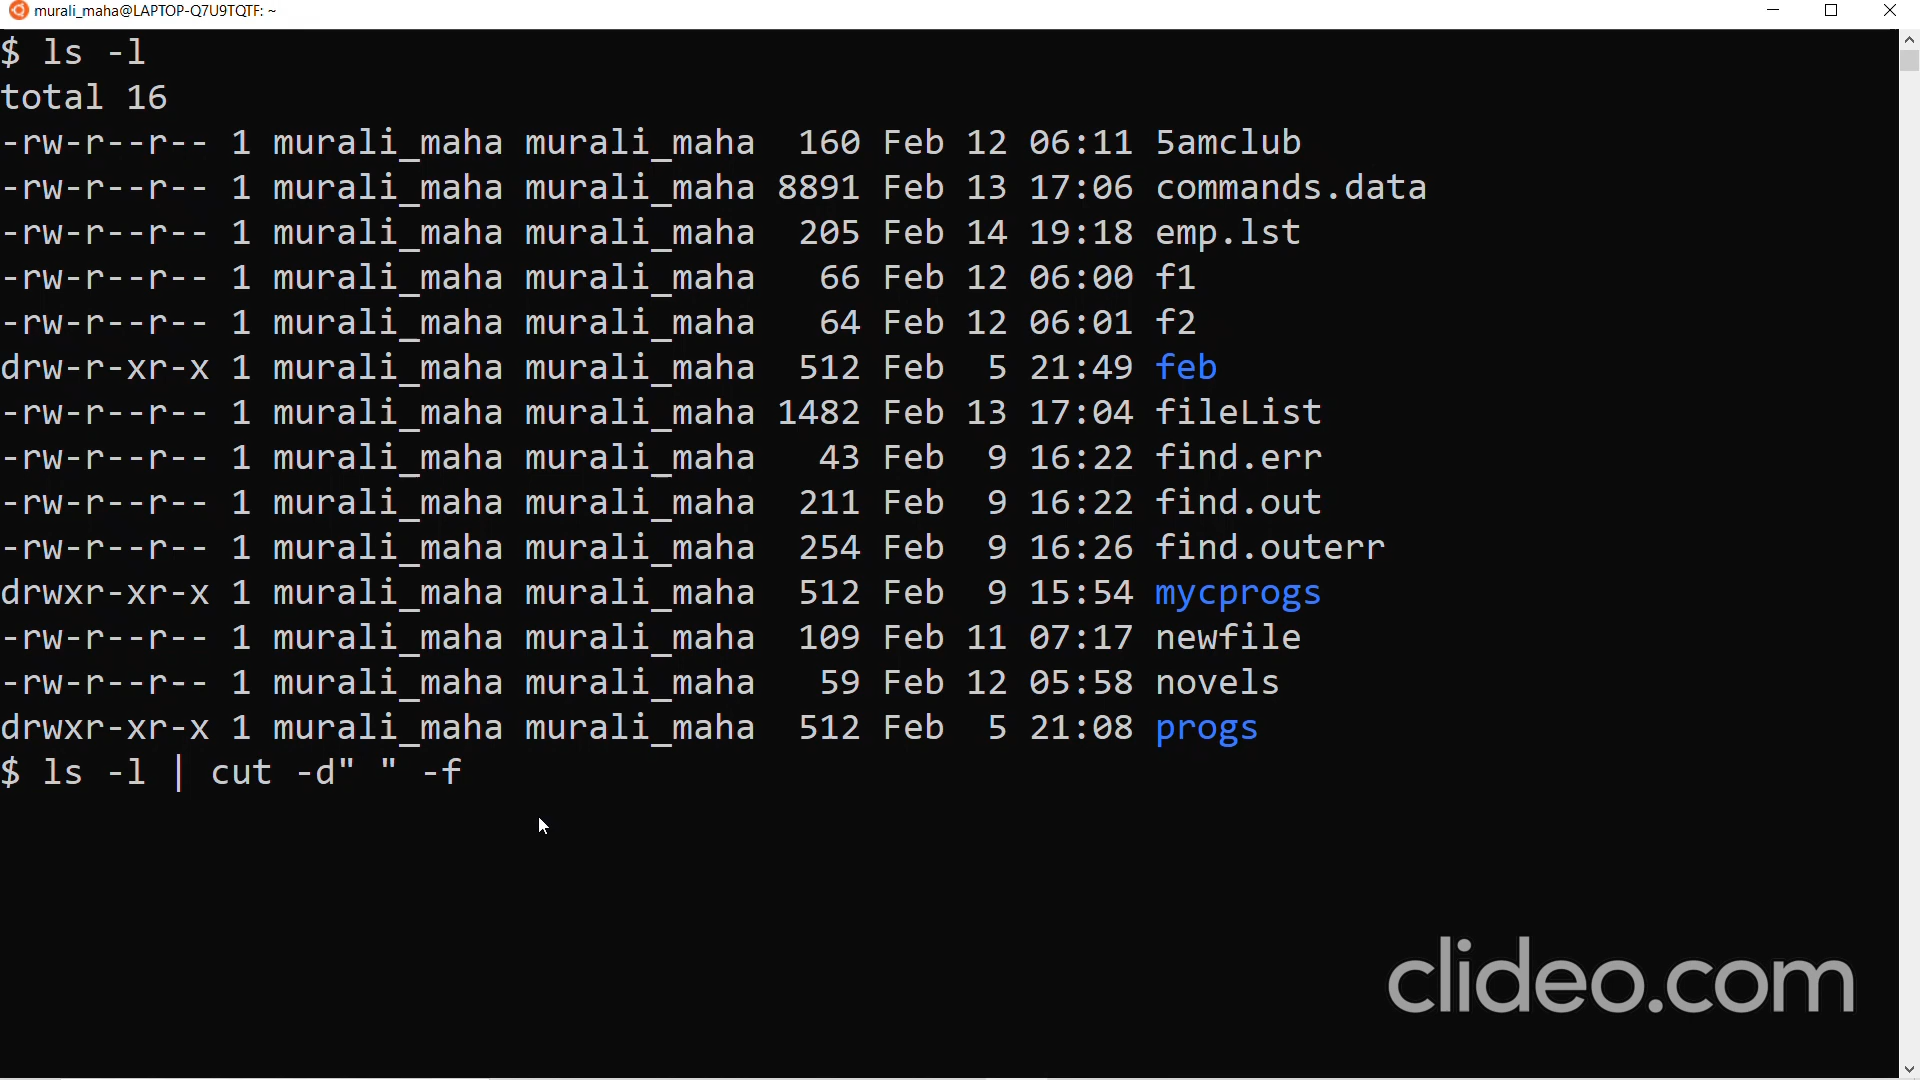 murali_maha@LAPTOP-Q7U9TQTF: ~
$ ls -l
total 16
-rw-r--r-- 1 murali_maha murali_maha  160 Feb 12 06:11 5amclub
-rw-r--r-- 1 murali_maha murali_maha 8891 Feb 13 17:06 commands.data
-rw-r--r-- 1 murali_maha murali_maha  205 Feb 14 19:18 emp.lst
-rw-r--r-- 1 murali_maha murali_maha   66 Feb 12 06:00 f1
-rw-r--r-- 1 murali_maha murali_maha   64 Feb 12 06:01 f2
drw-r-xr-x 1 murali_maha murali_maha  512 Feb  5 21:49 feb
-rw-r--r-- 1 murali_maha murali_maha 1482 Feb 13 17:04 fileList
-rw-r--r-- 1 murali_maha murali_maha   43 Feb  9 16:22 find.err
-rw-r--r-- 1 murali_maha murali_maha  211 Feb  9 16:22 find.out
-rw-r--r-- 1 murali_maha murali_maha  254 Feb  9 16:26 find.outerr
drwxr-xr-x 1 murali_maha murali_maha  512 Feb  9 15:54 mycprogs
-rw-r--r-- 1 murali_maha murali_maha  109 Feb 11 07:17 newfile
-rw-r--r-- 1 murali_maha murali_maha   59 Feb 12 05:58 novels
drwxr-xr-x 1 murali_maha murali_maha  512 Feb  5 21:08 progs
$ ls -l | cut -d" " -f
clideo.com